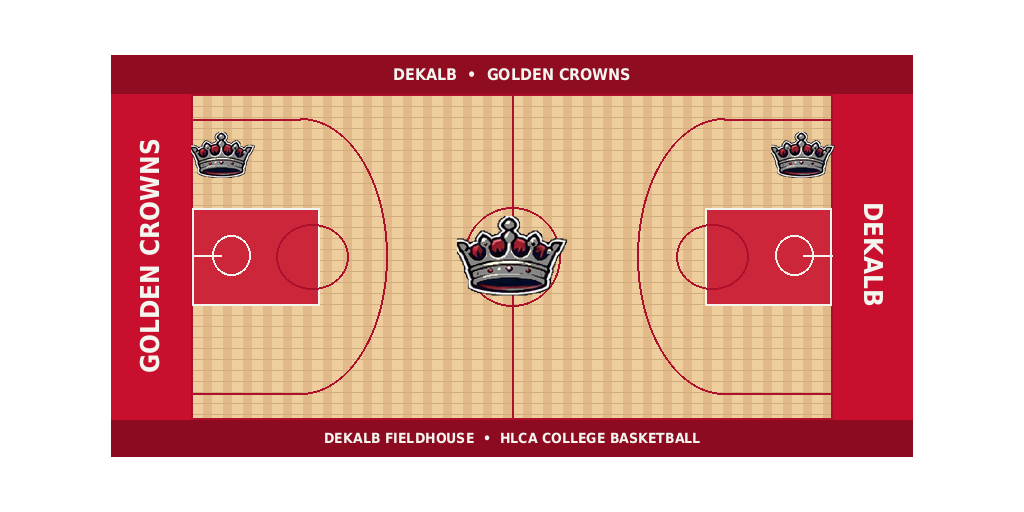 DEKALB • GOLDEN CROWNS
GOLDEN CROWNS
DEKALB
DEKALB FIELDHOUSE • HLCA COLLEGE BASKETBALL